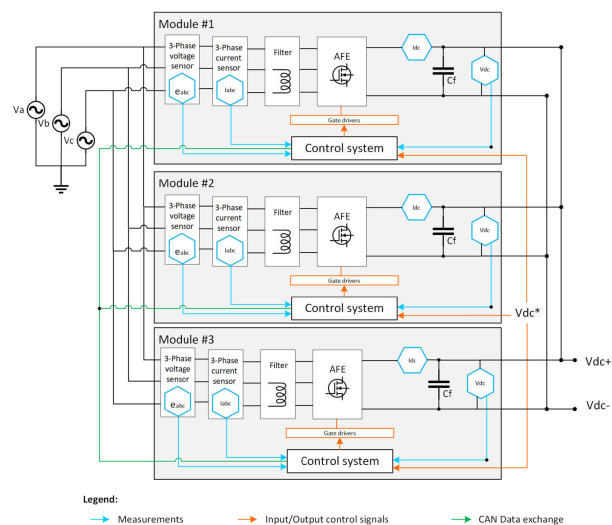 Module #1
3-Phase
voltage
sensor
eabc
3-Phase
current
sensor
Iabc
Filter
AFE
Idc
Cf
Vdc
Gate drivers
Control system
Va
Vb
Vc
Module #2
3-Phase
voltage
sensor
eabc
3-Phase
current
sensor
Iabc
Filter
AFE
Idc
Cf
Vdc
Gate drivers
Control system
Vdc*
Module #3
3-Phase
voltage
sensor
eabc
3-Phase
current
sensor
Iabc
Filter
AFE
Idc
Cf
Vdc
Gate drivers
Control system
Vdc+
Vdc-
Legend:
Measurements
Input/Output control signals
CAN Data exchange